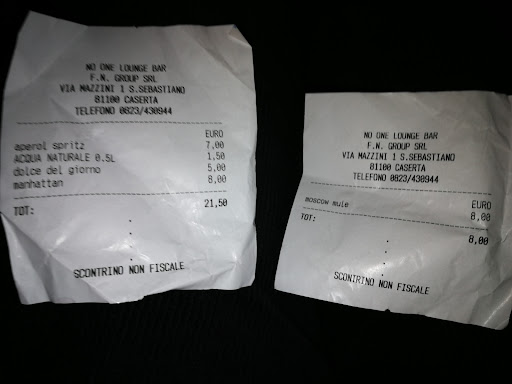 NO ONE LOUNGE BAR
F.N. GROUP SRL
VIA MAZZINI 1 S.SEBASTIANO
81100 CASERTA
TELEFONO 0823/430944
EURO
aperol spritz 7,00
ACQUA NATURALE 0.5L 1,50
dolce del giorno 5,00
manhattan 8,00
TOT: 21,50
SCONTRINO NON FISCALE
NO ONE LOUNGE BAR
F.N. GROUP SRL
VIA MAZZINI 1 S.SEBASTIANO
81100 CASERTA
TELEFONO 0823/430944
EURO
moscow mule 8,00
TOT: 8,00
SCONTRINO NON FISCALE